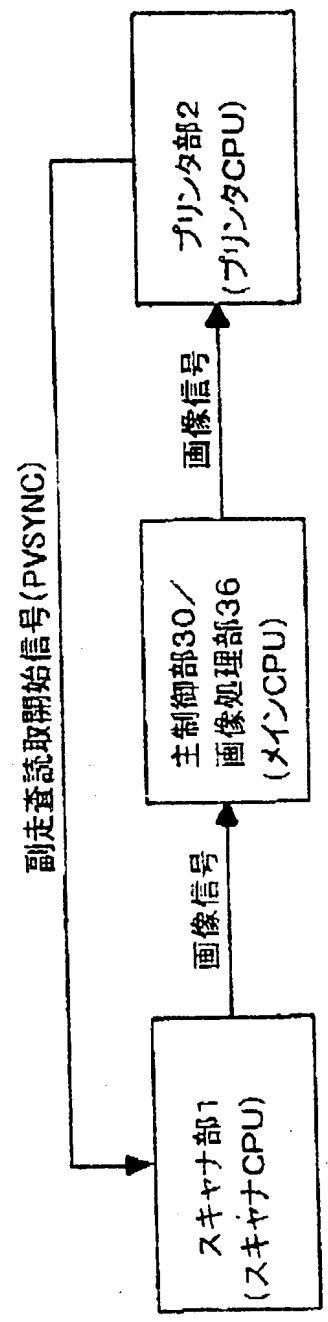 副走査読取開始信号(PVSYNC)
スキャナ部1
(スキャナCPU)
画像信号
主制御部30/
画像処理部36
(メインCPU)
画像信号
プリンタ部2
(プリンタCPU)